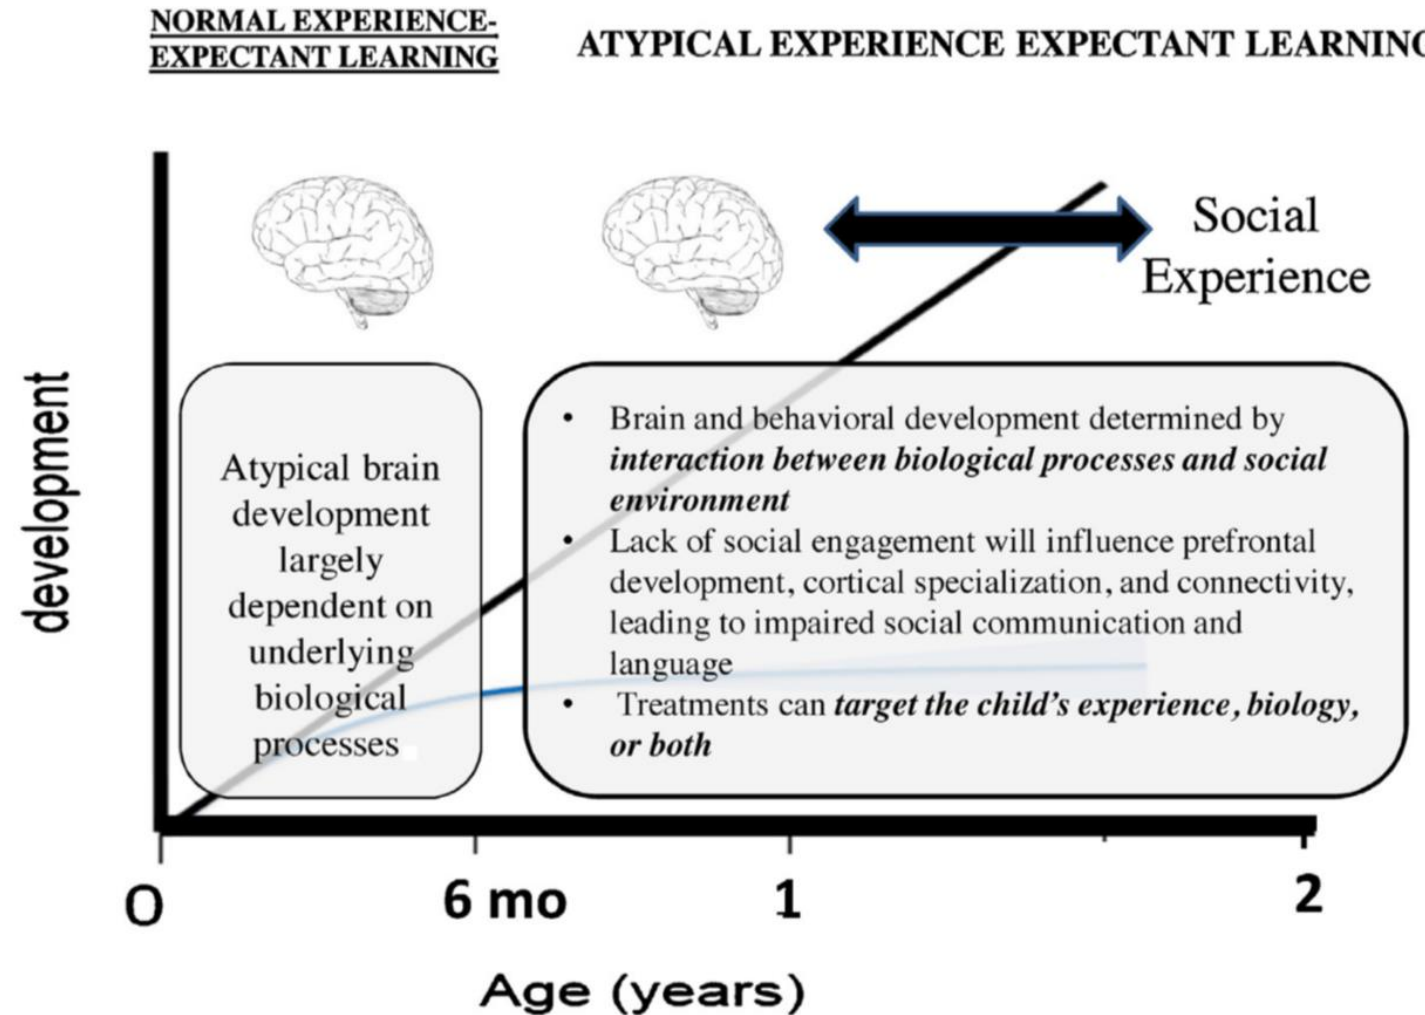 NORMAL EXPERIENCE-
EXPECTANT LEARNING
ATYPICAL EXPERIENCE EXPECTANT LEARNING
Social
Experience
development
Atypical brain
development
largely
dependent on
underlying
biological
processes
• Brain and behavioral development determined by
interaction between biological processes and social
environment
• Lack of social engagement will influence prefrontal
development, cortical specialization, and connectivity,
leading to impaired social communication and
language
• Treatments can target the child's experience, biology,
or both
O
6 mo
1
2
Age (years)